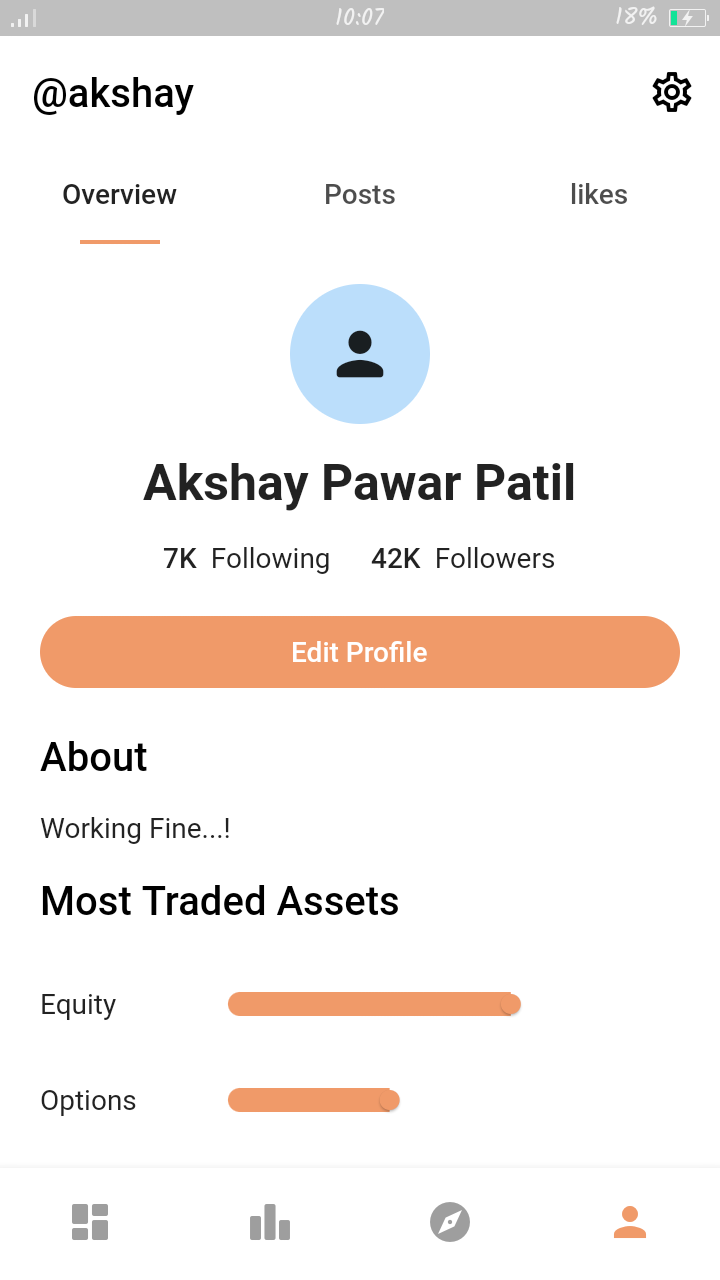 10:07 18%
@akshay
Overview Posts likes
Akshay Pawar Patil
7K Following 42K Followers
Edit Profile
About
Working Fine...!
Most Traded Assets
Equity
Options